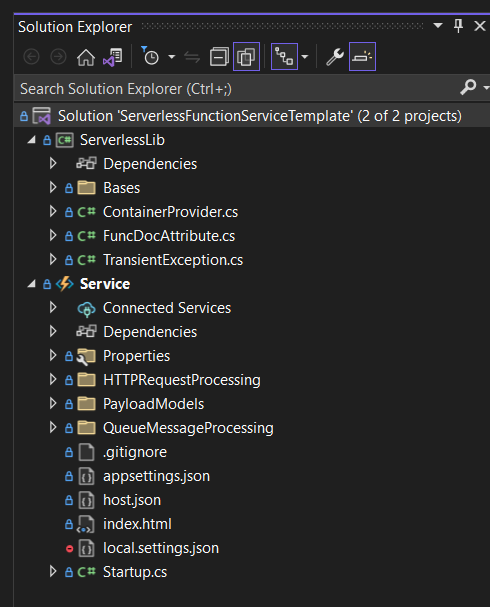 Solution Explorer
Search Solution Explorer (Ctrl+;)
Solution 'ServerlessFunctionServiceTemplate' (2 of 2 projects)
C# ServerlessLib
Dependencies
Bases
C# ContainerProvider.cs
C# FuncDocAttribute.cs
C# TransientException.cs
Service
Connected Services
Dependencies
Properties
HTTPRequestProcessing
PayloadModels
QueueMessageProcessing
.gitignore
appsettings.json
host.json
index.html
local.settings.json
C# Startup.cs